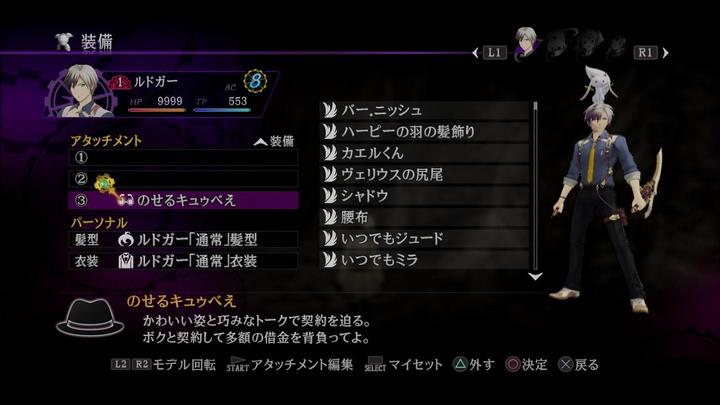 装備
L1
R1
1 ルドガー
AC 8
HP 9999 TP 553
アタッチメント
装備
①
②
③ のせるキュゥべえ
パーソナル
髪型 ルドガー「通常」髪型
衣装 ルドガー「通常」衣装
バー.ニッシュ
ハーピーの羽の髪飾り
カエルくん
ヴェリウスの尻尾
シャドウ
腰布
いつでもジュード
いつでもミラ
のせるキュゥべえ
かわいい姿と巧みなトークで契約を迫る。
ボクと契約して多額の借金を背負ってよ。
L2 R2 モデル回転 START アタッチメント編集 SELECT マイセット △外す ○決定 ×戻る